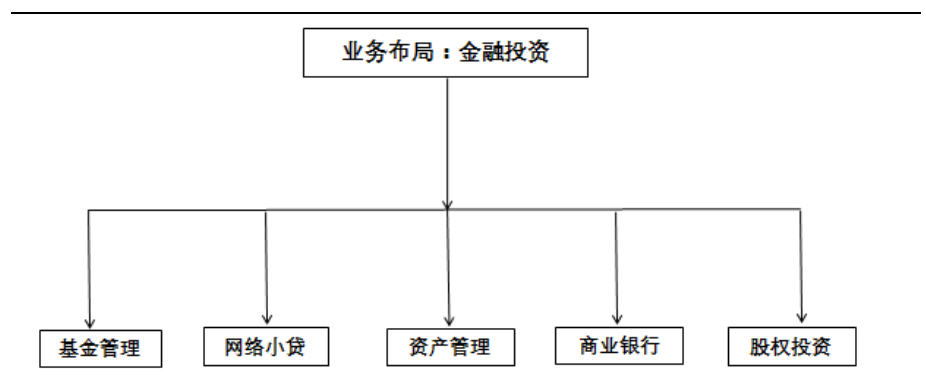 业务布局：金融投资
基金管理
网络小贷
资产管理
商业银行
股权投资